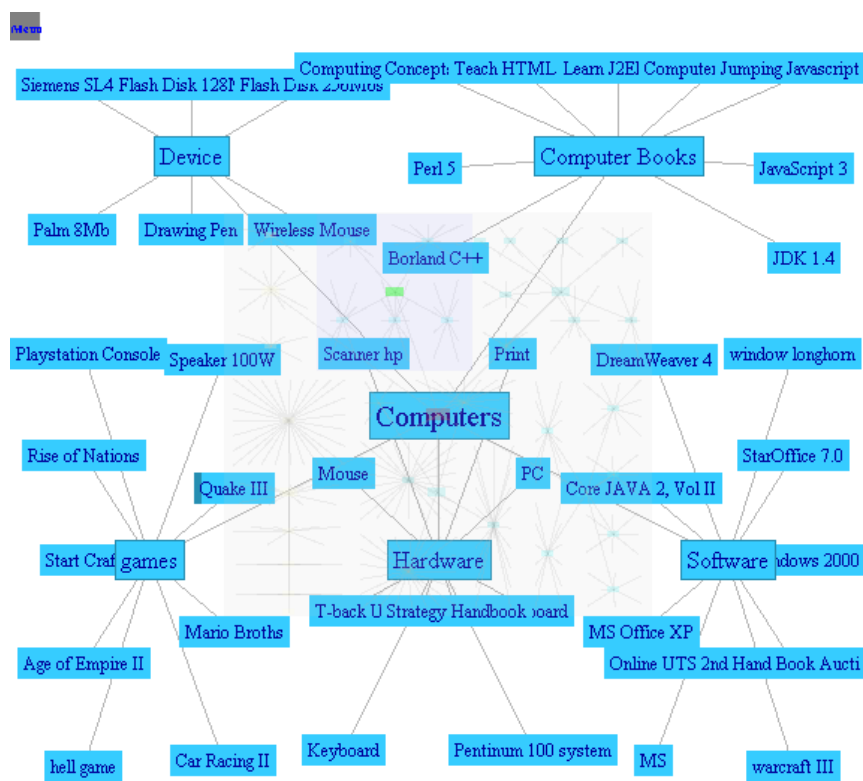 Menu
Computing Concept: Teach HTML Learn J2EI Computer Jumping Javascript
Siemens SL4 Flash Disk 128M Flash Disk 256Mbs
Device
Computer Books
Perl 5
JavaScript 3
Palm 8Mb
Drawing Pen
Wireless Mouse
Borland C++
JDK 1.4
Playstation Console
Speaker 100W
Scanner hp
Print
DreamWeaver 4
window longhorn
Computers
Rise of Nations
StarOffice 7.0
Mouse
PC
Quake III
Core JAVA 2, Vol II
Start Craf
games
Hardware
Software
ndows 2000
T-back U Strategy Handbook oard
Mario Broths
MS Office XP
Age of Empire II
Online UTS 2nd Hand Book Aucti
Keyboard
Pentinum 100 system
hell game
Car Racing II
MS
warcraft III